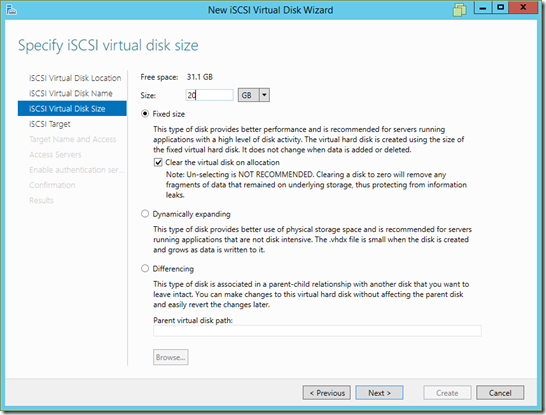 New iSCSI Virtual Disk Wizard
Specify iSCSI virtual disk size
iSCSI Virtual Disk Location
iSCSI Virtual Disk Name
iSCSI Virtual Disk Size
iSCSI Target
Target Name and Access
Access Servers
Enable authentication ser...
Confirmation
Results
Free space: 31.1 GB
Size: 20 GB
Fixed size
This type of disk provides better performance and is recommended for servers running
applications with a high level of disk activity. The virtual hard disk is created using the size of
the fixed virtual hard disk. It does not change when data is added or deleted.
Clear the virtual disk on allocation
Note: Un-selecting is NOT RECOMMENDED. Clearing a disk to zero will remove any
fragments of data that remained on underlying storage, thus protecting from information
leaks.
Dynamically expanding
This type of disk provides better use of physical storage space and is recommended for servers
running applications that are not disk intensive. The .vhdx file is small when the disk is created
and grows as data is written to it.
Differencing
This type of disk is associated in a parent-child relationship with another disk that you want to
leave intact. You can make changes to this virtual hard disk without affecting the parent disk
and easily revert the changes later.
Parent virtual disk path:
Browse...
< Previous
Next >
Create
Cancel